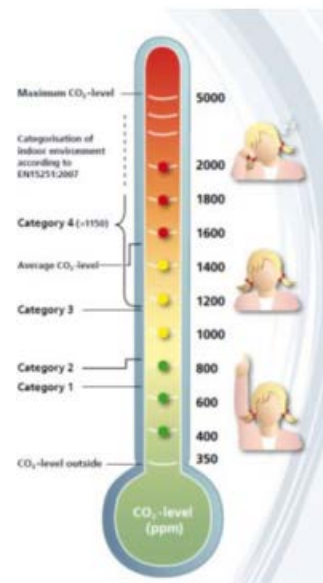 Maximum CO₂-level
5000
Categorisation of
indoor environment
according to
EN15251:2007
2000
1800
Category 4 (>1150)
1600
Average CO₂-level
1400
1200
Category 3
1000
Category 2
800
Category 1
600
400
CO₂-level outside
350
CO₂-level
(ppm)